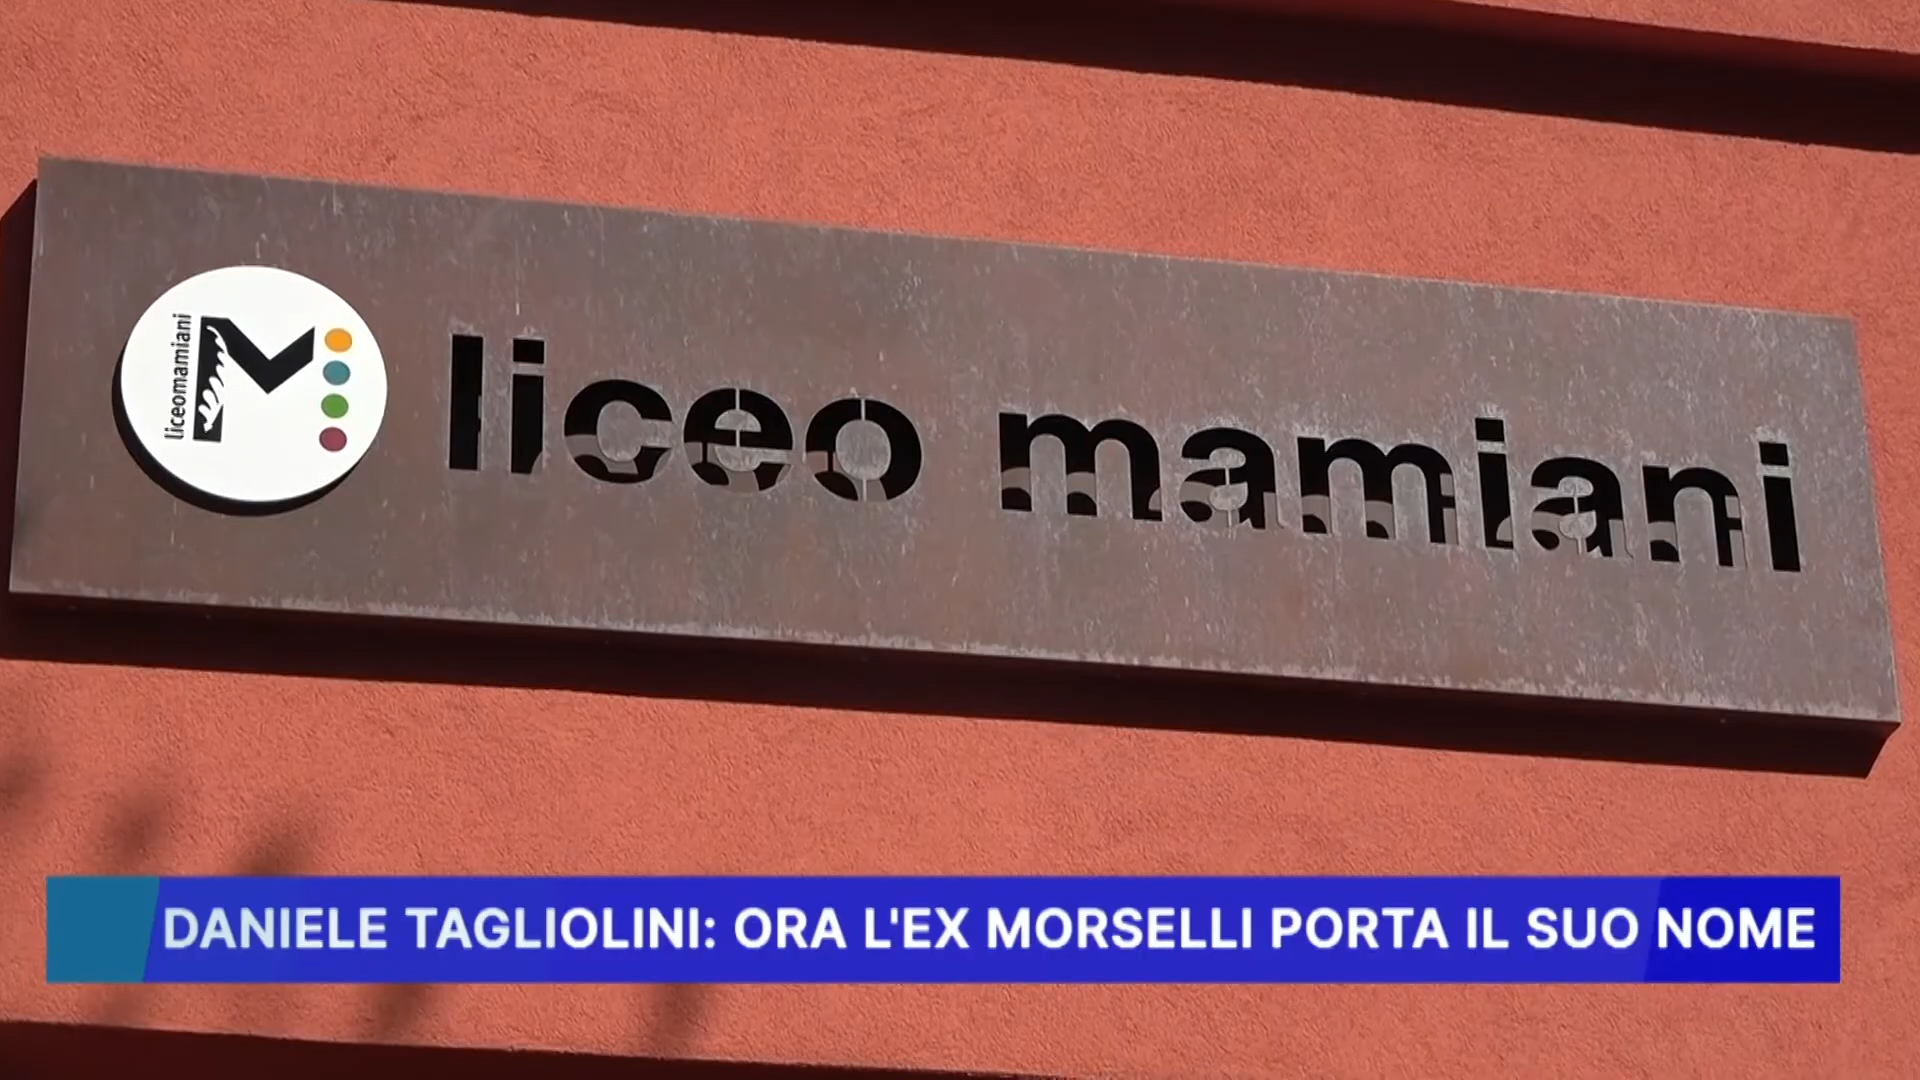 liceomamiani
liceo mamiani
DANIELE TAGLIOLINI: ORA L'EX MORSELLI PORTA IL SUO NOME